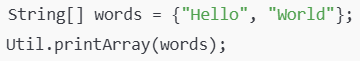 String[] words = {"Hello", "World"};
Util.printArray(words);